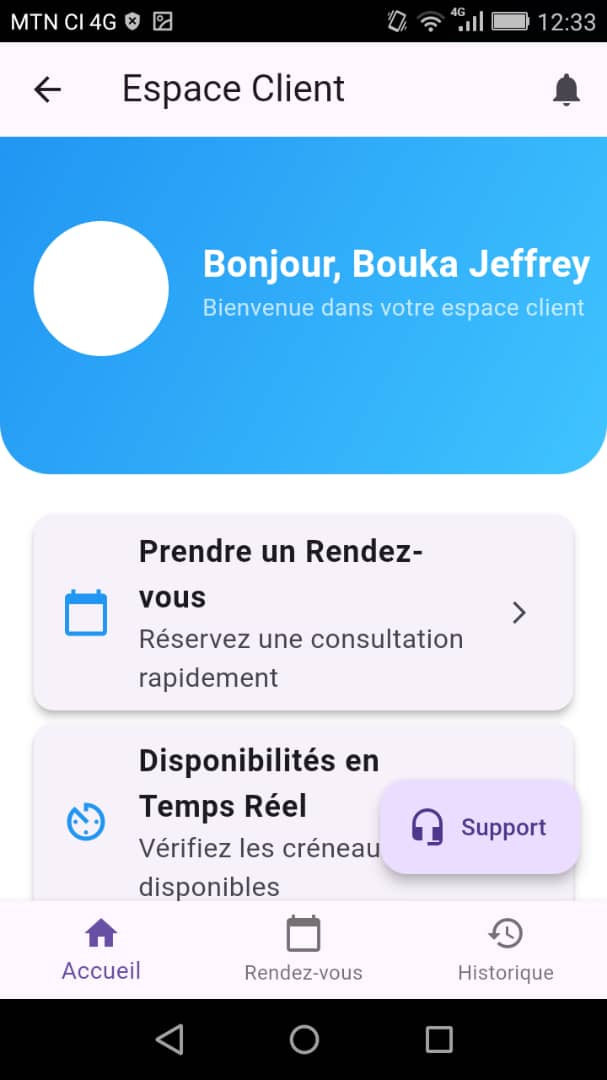 MTN CI 4G
4G
12:33
Espace Client
Bonjour, Bouka Jeffrey
Bienvenue dans votre espace client
Prendre un Rendez-
vous
Réservez une consultation
rapidement
Disponibilités en
Temps Réel
Vérifiez les créneau
disponibles
Support
Accueil
Rendez-vous
Historique